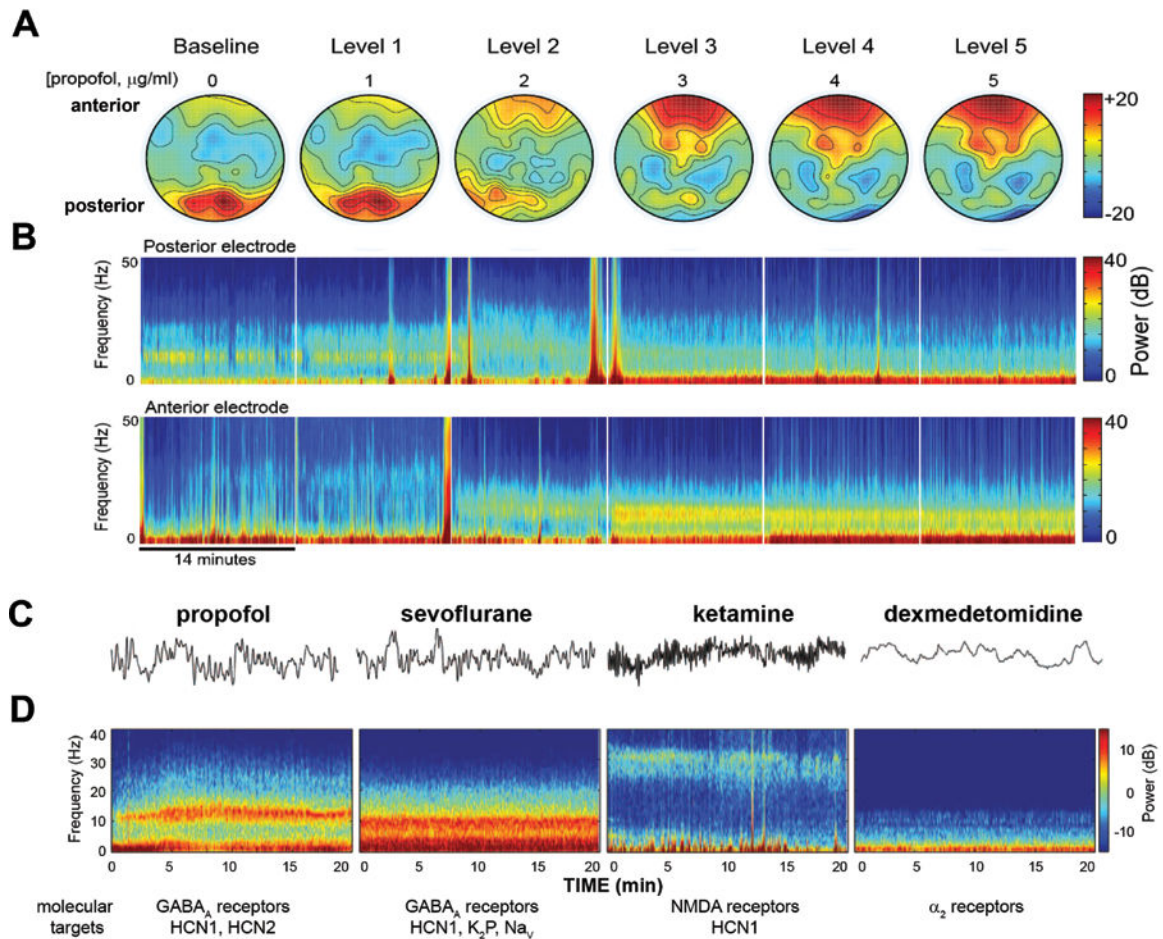 A
Baseline Level 1 Level 2 Level 3 Level 4 Level 5
[propofol, μg/ml) 0 1 2 3 4 5
anterior
posterior
+20
-20
B
Posterior electrode
Frequency (Hz)
50
0
40
0
Power (dB)
Anterior electrode
Frequency (Hz)
50
0
40
0
14 minutes
C
propofol sevoflurane ketamine dexmedetomidine
D
Frequency (Hz)
40
30
20
10
0
0 5 10 15 20 0 5 10 15 20 0 5 10 15 20 0 5 10 15 20
10
0
-10
Power (dB)
TIME (min)
molecular targets
GABA_A receptors
HCN1, HCN2
GABA_A receptors
HCN1, K₂P, Na_V
NMDA receptors
HCN1
α₂ receptors